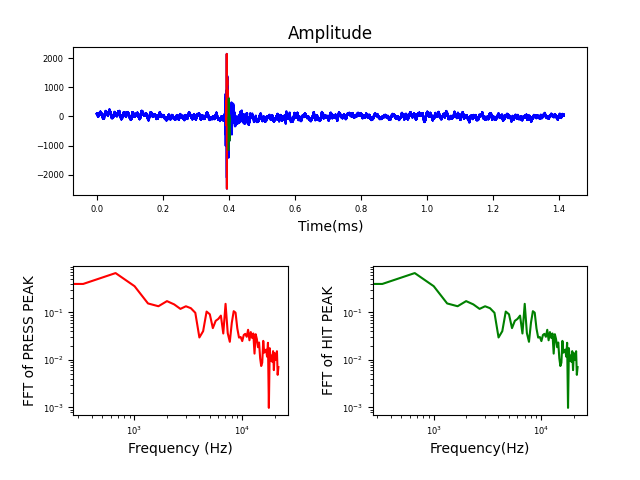 Amplitude
2000
1000
0
−1000
−2000
0.0 0.2 0.4 0.6 0.8 1.0 1.2 1.4
Time(ms)
FFT of PRESS PEAK
10⁻¹
10⁻²
10⁻³
10³ 10⁴
Frequency (Hz)
FFT of HIT PEAK
10⁻¹
10⁻²
10⁻³
10³ 10⁴
Frequency(Hz)